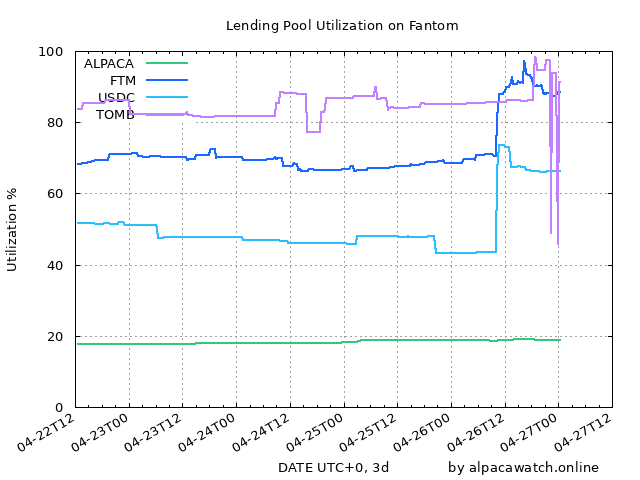 Lending Pool Utilization on Fantom
100
80
60
40
20
0
Utilization %
ALPACA
FTM
USDC
TOMB
04-22T12
04-23T00
04-23T12
04-24T00
04-24T12
04-25T00
04-25T12
04-26T00
04-26T12
04-27T00
04-27T12
DATE UTC+0, 3d
by alpacawatch.online